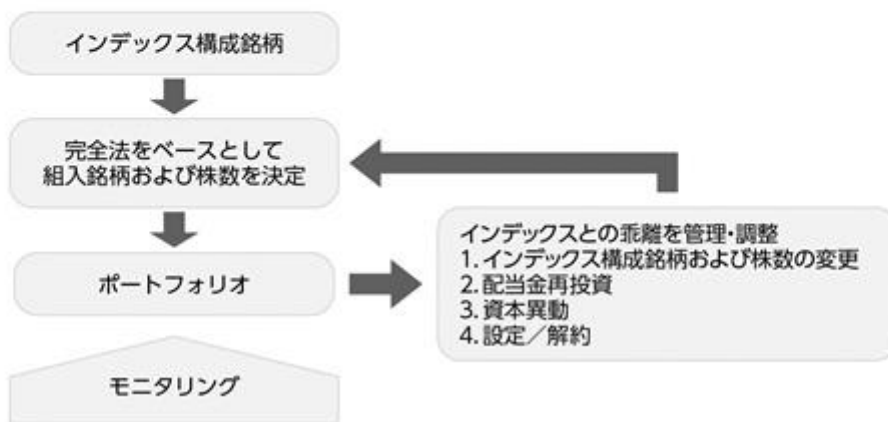 インデックス構成銘柄
完全法をベースとして
組入銘柄および株数を決定
ポートフォリオ
モニタリング
インデックスとの乖離を管理・調整
1. インデックス構成銘柄および株数の変更
2. 配当金再投資
3. 資本異動
4. 設定／解約